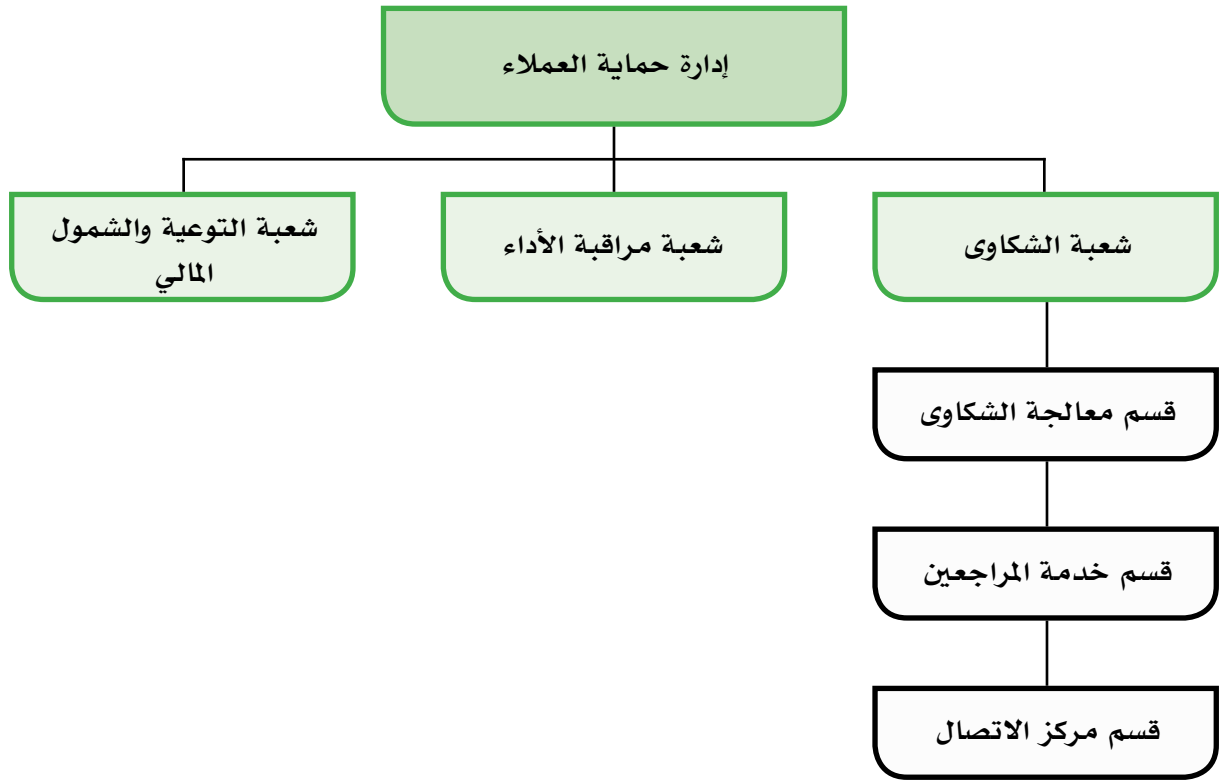 إدارة حماية العملاء
شعبة الشكاوى
شعبة مراقبة الأداء
شعبة التوعية والشمول
المالي
قسم معالجة الشكاوى
قسم خدمة المراجعين
قسم مركز الاتصال